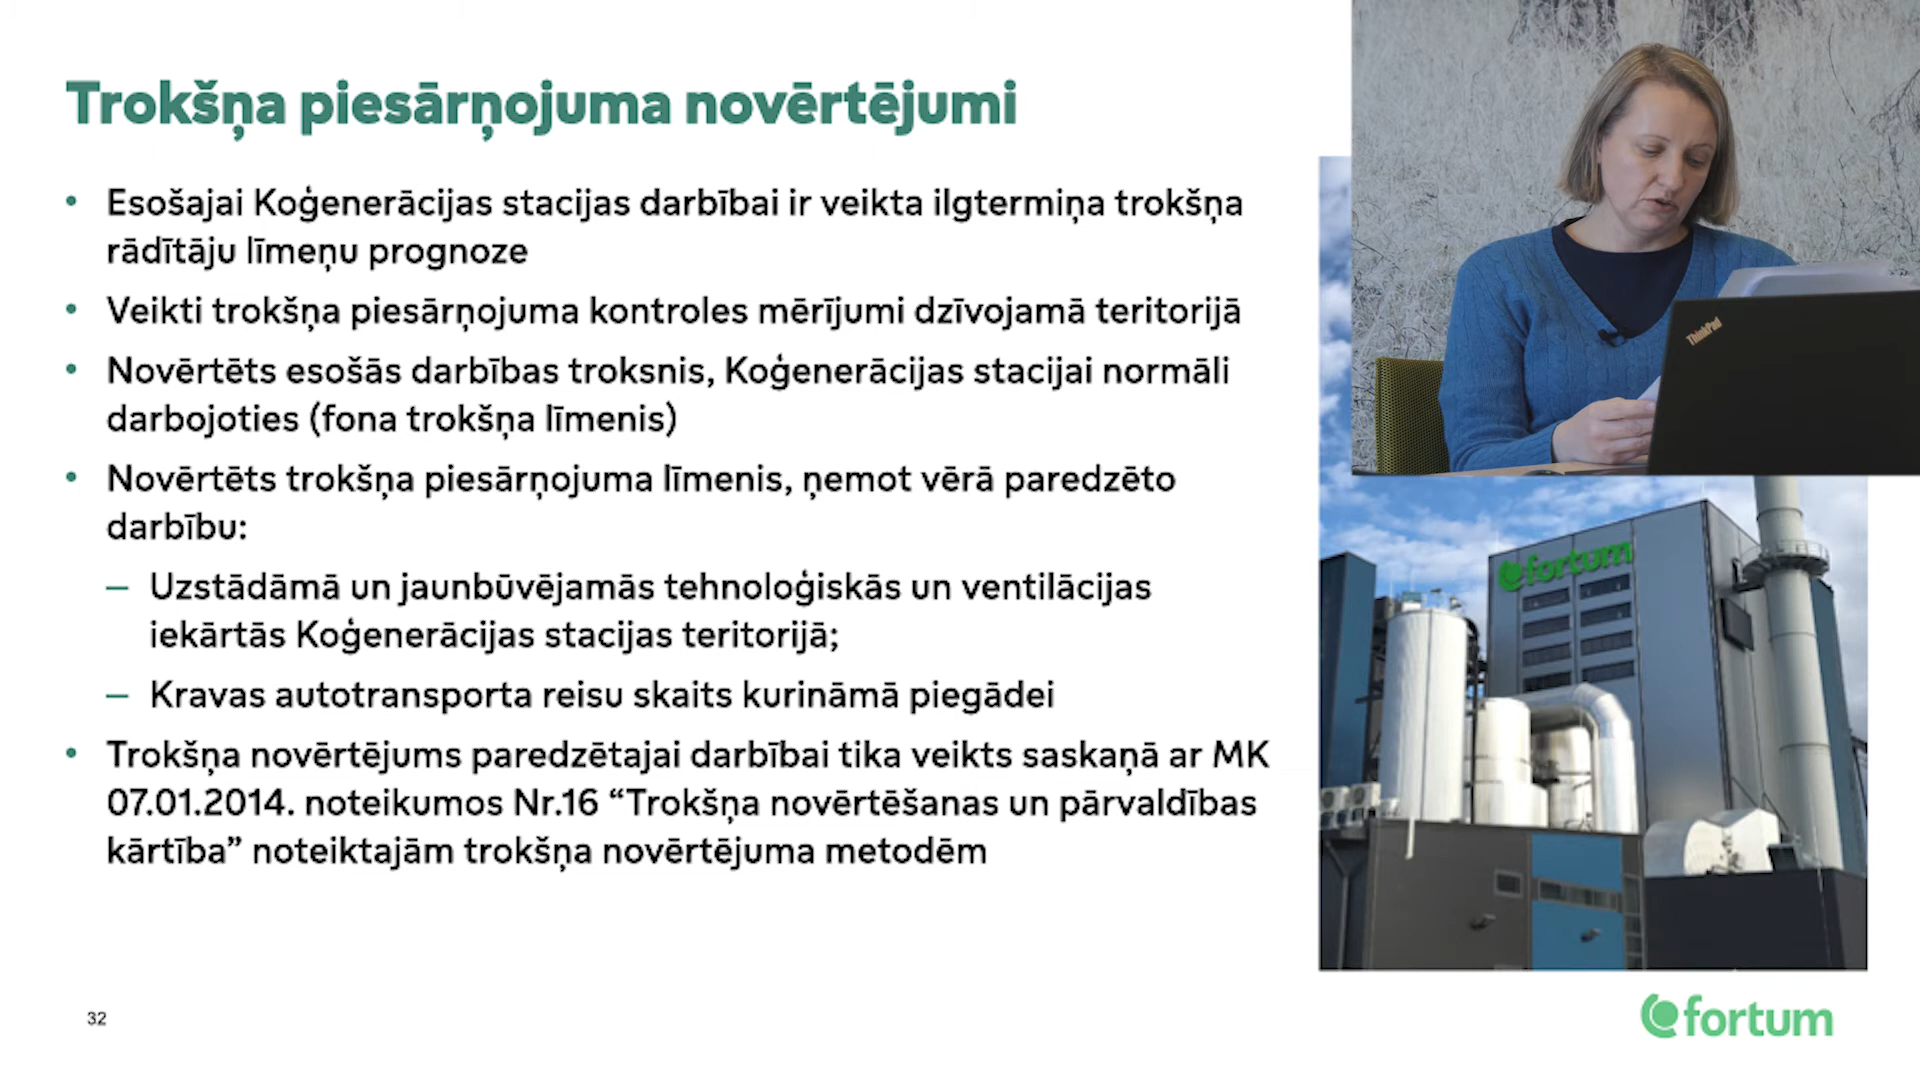 Trokšņa piesārņojuma novērtējumi
• Esošajai Koģenerācijas stacijas darbībai ir veikta ilgtermiņa trokšņa
rādītāju līmeņu prognoze
• Veikti trokšņa piesārņojuma kontroles mērījumi dzīvojamā teritorijā
• Novērtēts esošās darbības troksnis, Koģenerācijas stacijai normāli
darbojoties (fona trokšņa līmenis)
• Novērtēts trokšņa piesārņojuma līmenis, ņemot vērā paredzēto
darbību:
– Uzstādāmā un jaunbūvējamās tehnoloģiskās un ventilācijas
iekārtās Koģenerācijas stacijas teritorijā;
– Kravas autotransporta reisu skaits kurināmā piegādei
• Trokšņa novērtējums paredzētajai darbībai tika veikts saskaņā ar MK
07.01.2014. noteikumos Nr.16 “Trokšņa novērtēšanas un pārvaldības
kārtība” noteiktajām trokšņa novērtējuma metodēm
ThinkPad
fortum
32
fortum